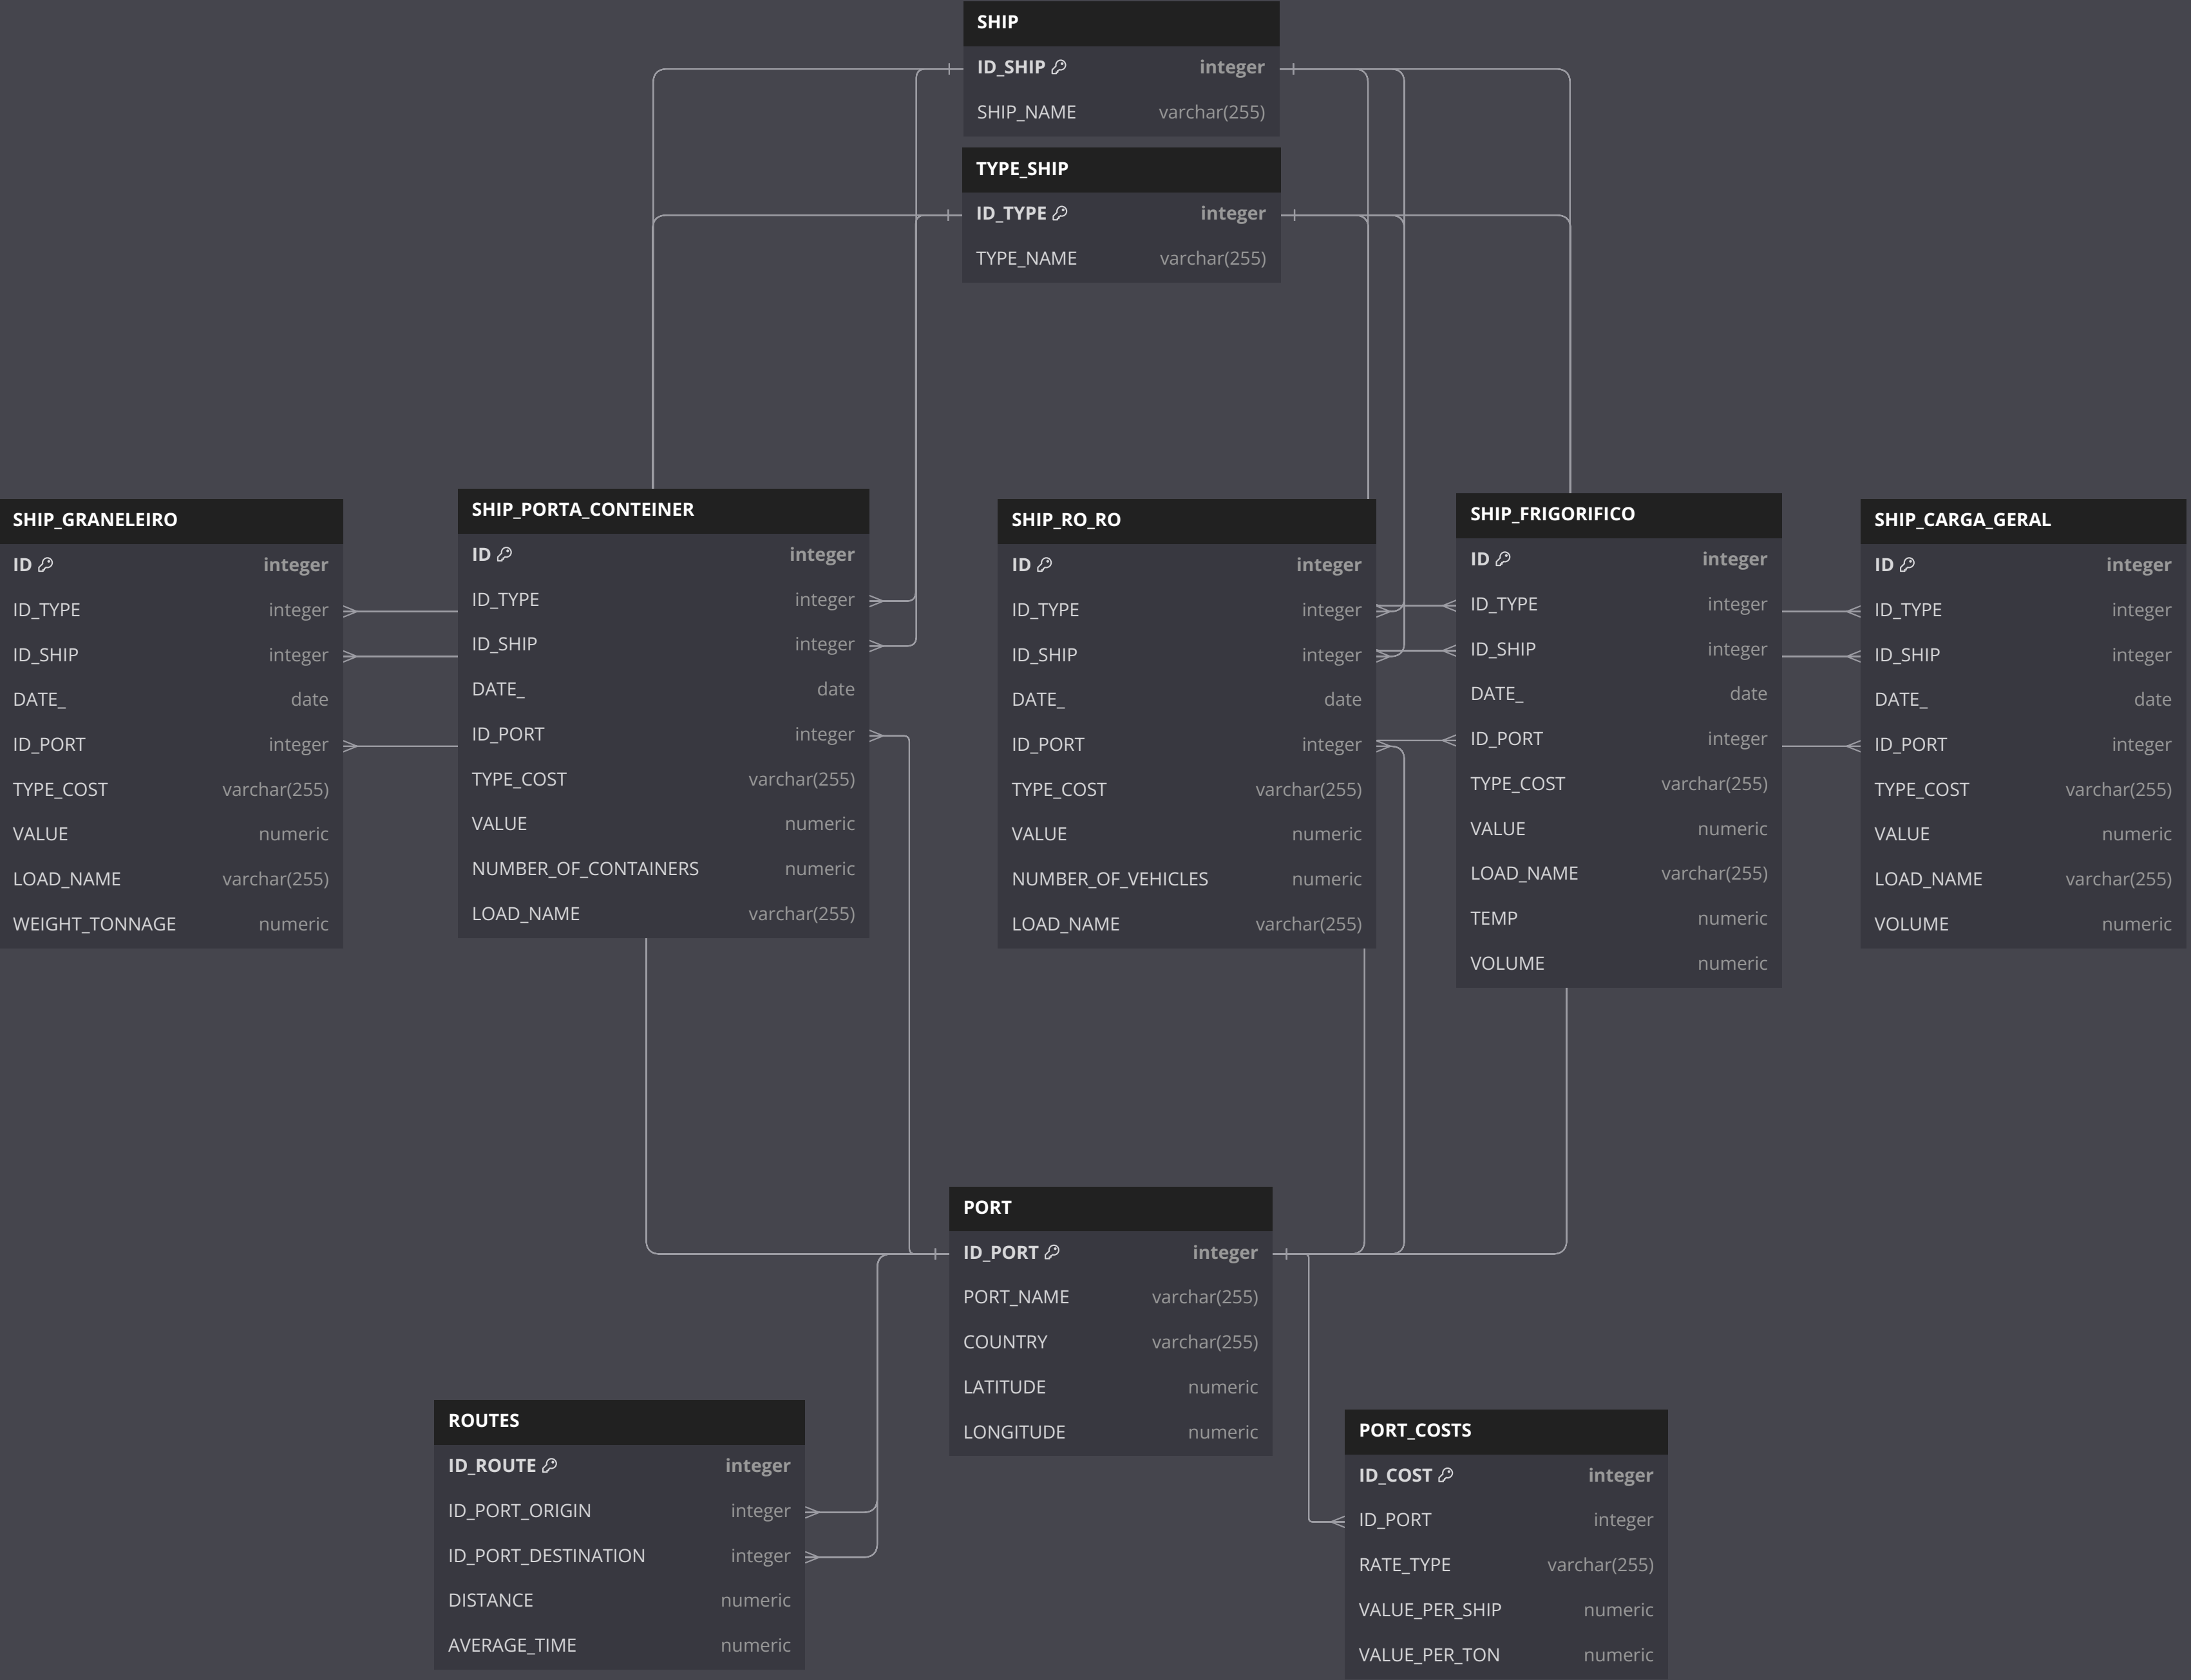 SHIP
ID_SHIP integer
SHIP_NAME varchar(255)
TYPE_SHIP
ID_TYPE integer
TYPE_NAME varchar(255)
SHIP_GRANELEIRO
ID integer
ID_TYPE integer
ID_SHIP integer
DATE_ date
ID_PORT integer
TYPE_COST varchar(255)
VALUE numeric
LOAD_NAME varchar(255)
WEIGHT_TONNAGE numeric
SHIP_PORTA_CONTEINER
ID integer
ID_TYPE integer
ID_SHIP integer
DATE_ date
ID_PORT integer
TYPE_COST varchar(255)
VALUE numeric
NUMBER_OF_CONTAINERS numeric
LOAD_NAME varchar(255)
SHIP_RO_RO
ID integer
ID_TYPE integer
ID_SHIP integer
DATE_ date
ID_PORT integer
TYPE_COST varchar(255)
VALUE numeric
NUMBER_OF_VEHICLES numeric
LOAD_NAME varchar(255)
SHIP_FRIGORIFICO
ID integer
ID_TYPE integer
ID_SHIP integer
DATE_ date
ID_PORT integer
TYPE_COST varchar(255)
VALUE numeric
LOAD_NAME varchar(255)
TEMP numeric
VOLUME numeric
SHIP_CARGA_GERAL
ID integer
ID_TYPE integer
ID_SHIP integer
DATE_ date
ID_PORT integer
TYPE_COST varchar(255)
VALUE numeric
LOAD_NAME varchar(255)
VOLUME numeric
PORT
ID_PORT integer
PORT_NAME varchar(255)
COUNTRY varchar(255)
LATITUDE numeric
LONGITUDE numeric
ROUTES
ID_ROUTE integer
ID_PORT_ORIGIN integer
ID_PORT_DESTINATION integer
DISTANCE numeric
AVERAGE_TIME numeric
PORT_COSTS
ID_COST integer
ID_PORT integer
RATE_TYPE varchar(255)
VALUE_PER_SHIP numeric
VALUE_PER_TON numeric